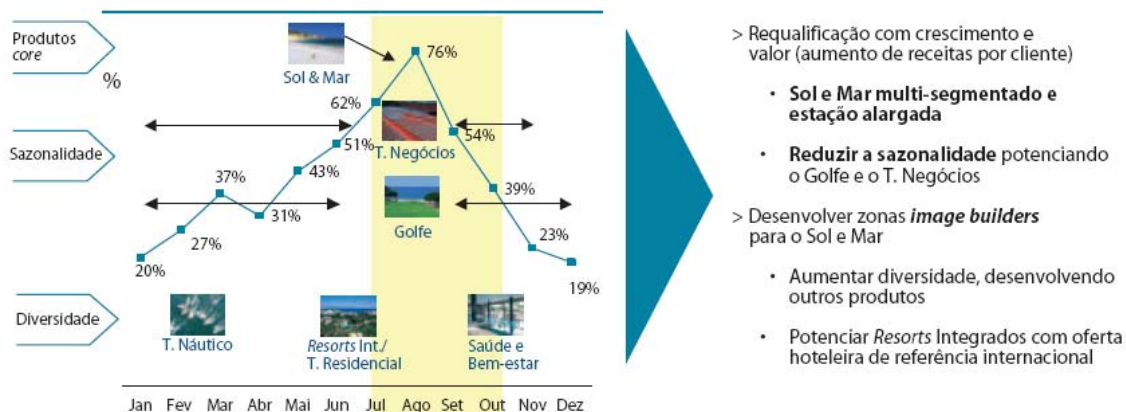 Produtos
core
%
Sol & Mar
76%
62%
Sazonalidade
51%
54%
T. Negócios
43%
37%
39%
31%
Golfe
27%
23%
20%
19%
Diversidade
T. Náutico
Resorts Int./
T. Residencial
Saúde e
Bem-estar
Jan Fev Mar Abr Mai Jun Jul Ago Set Out Nov Dez
> Requalificação com crescimento e
valor (aumento de receitas por cliente)
• Sol e Mar multi-segmentado e
estação alargada
• Reduzir a sazonalidade potenciando
o Golfe e o T. Negócios
> Desenvolver zonas image builders
para o Sol e Mar
• Aumentar diversidade, desenvolvendo
outros produtos
• Potenciar Resorts Integrados com oferta
hoteleira de referência internacional